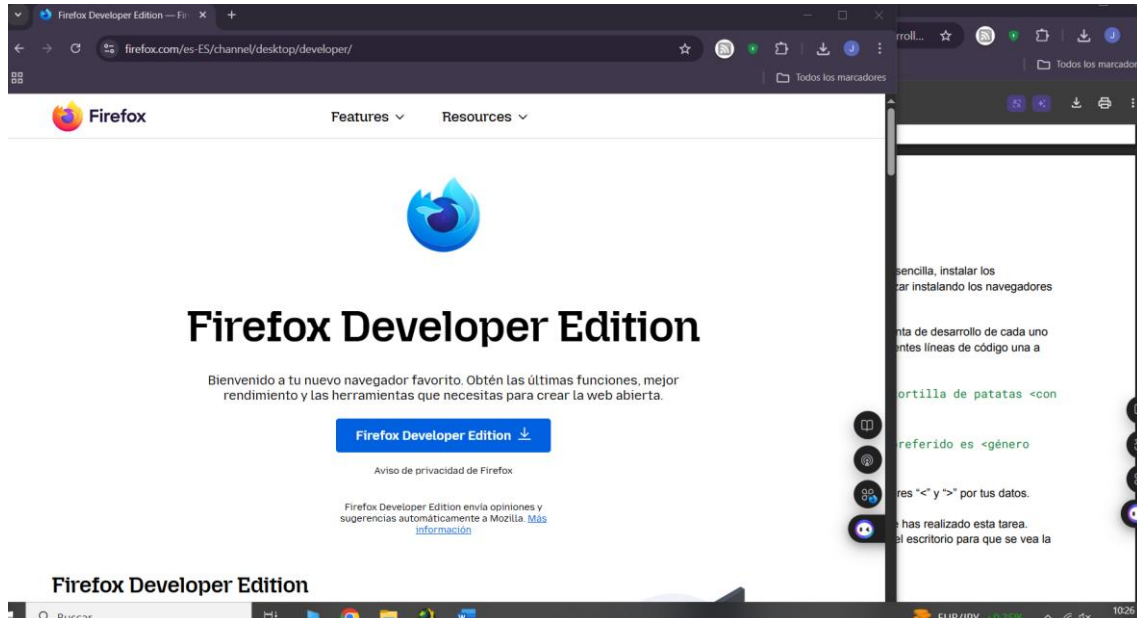 Firefox Developer Edition — Fir
firefox.com/es-ES/channel/desktop/developer/
Todos los marcadores
Firefox
Features
Resources
Firefox Developer Edition
Bienvenido a tu nuevo navegador favorito. Obtén las últimas funciones, mejor
rendimiento y las herramientas que necesitas para crear la web abierta.
Firefox Developer Edition
Aviso de privacidad de Firefox
Firefox Developer Edition envía opiniones y
sugerencias automáticamente a Mozilla. Más
información
Firefox Developer Edition
rroll...
J
Todos los marcador
sencilla, instalar los
zar instalando los navegadores
nta de desarrollo de cada uno
entes líneas de código una a
ortilla de patatas <con
referido es <género
res “<” y “>” por tus datos.
has realizado esta tarea.
el escritorio para que se vea la
Buscar
EUR/JPY +0.35%
10:26